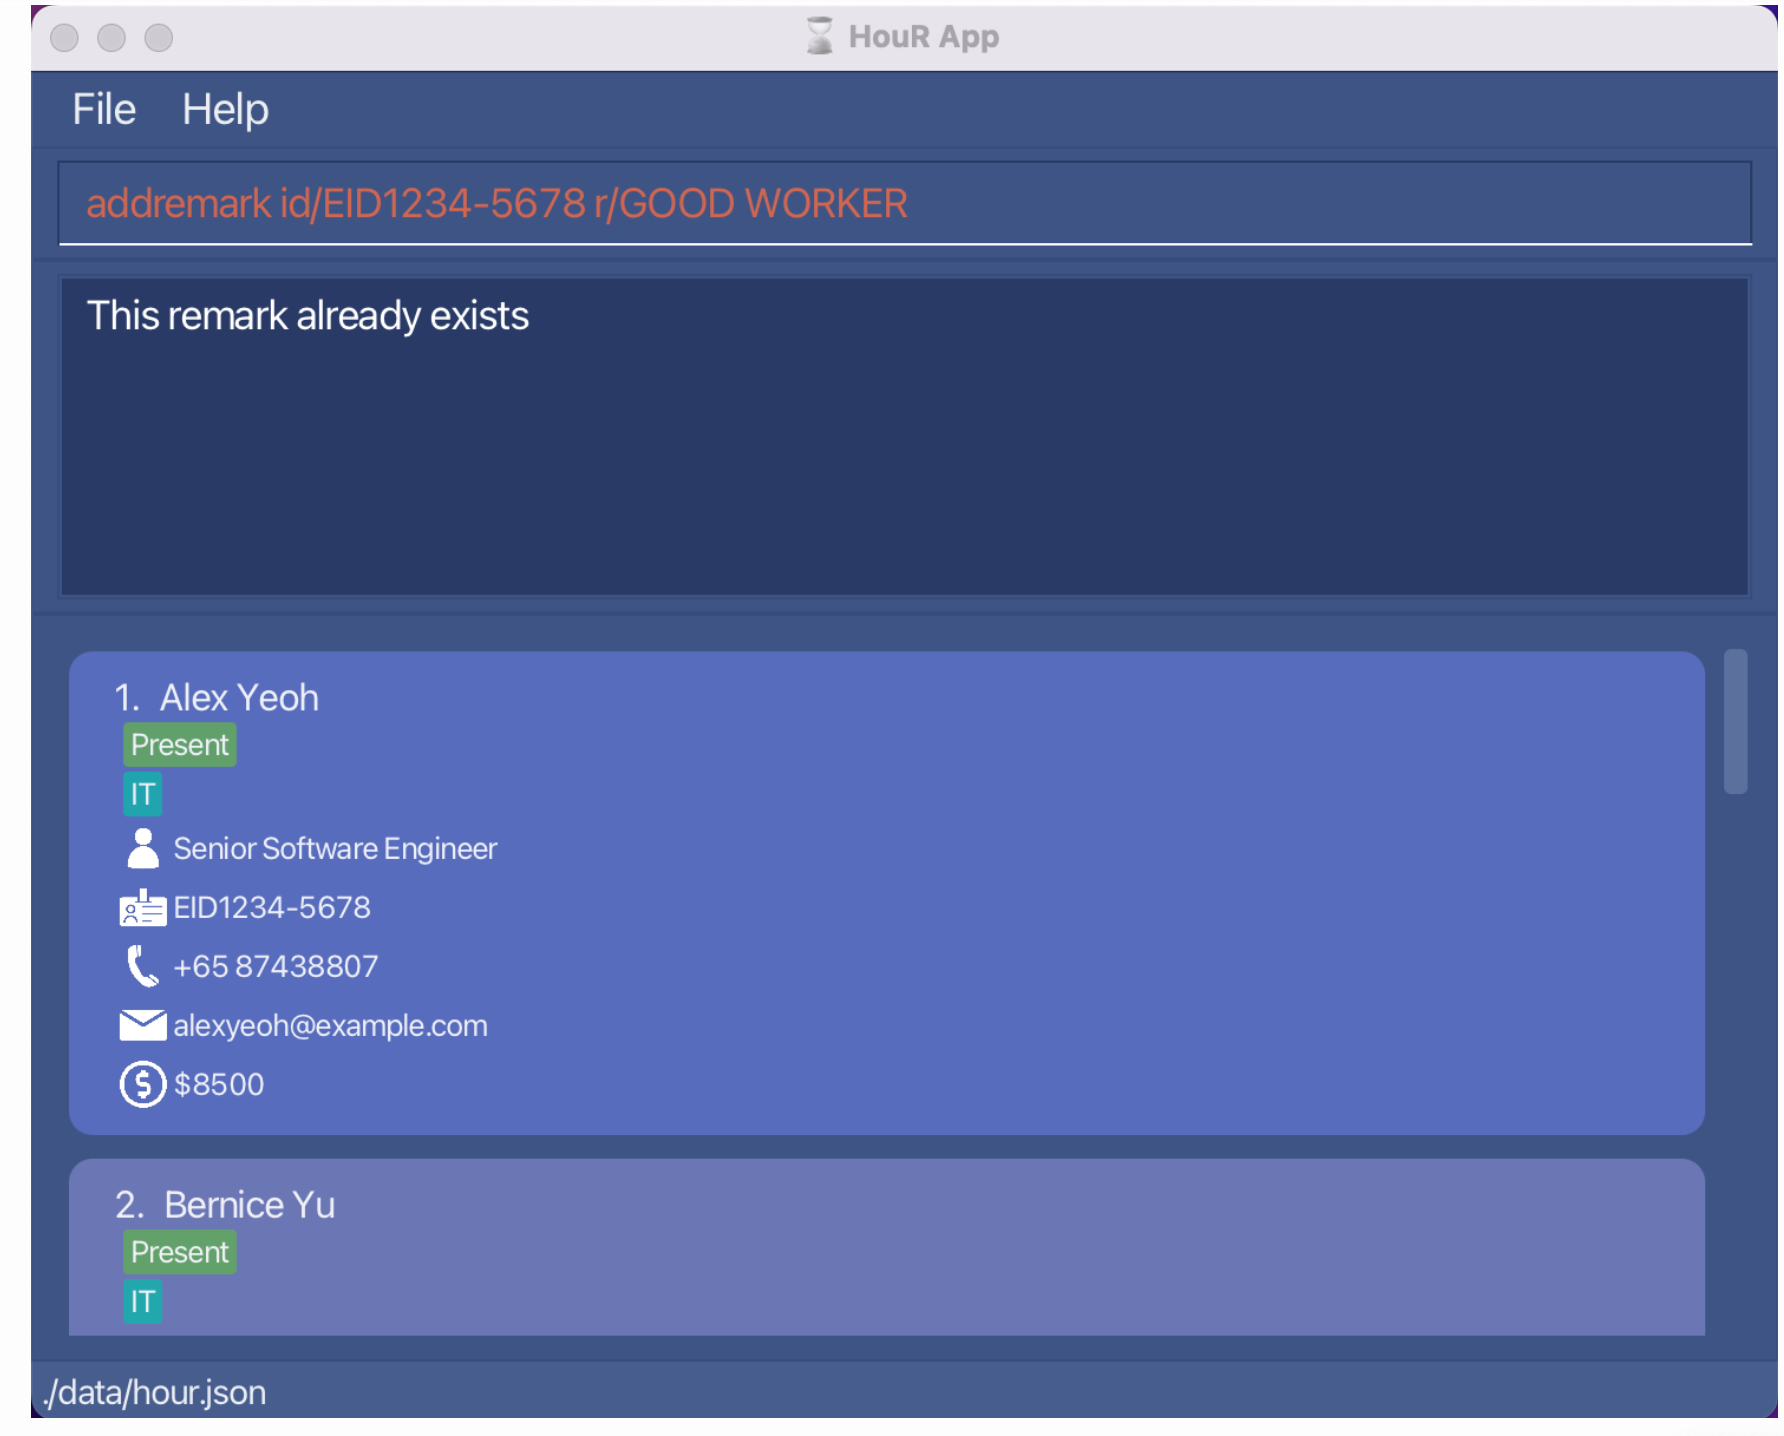 HouR App
File Help
addremark id/EID1234-5678 r/GOOD WORKER
This remark already exists
1. Alex Yeoh
Present
IT
Senior Software Engineer
EID1234-5678
+65 87438807
alexyeoh@example.com
$8500
2. Bernice Yu
Present
IT
./data/hour.json